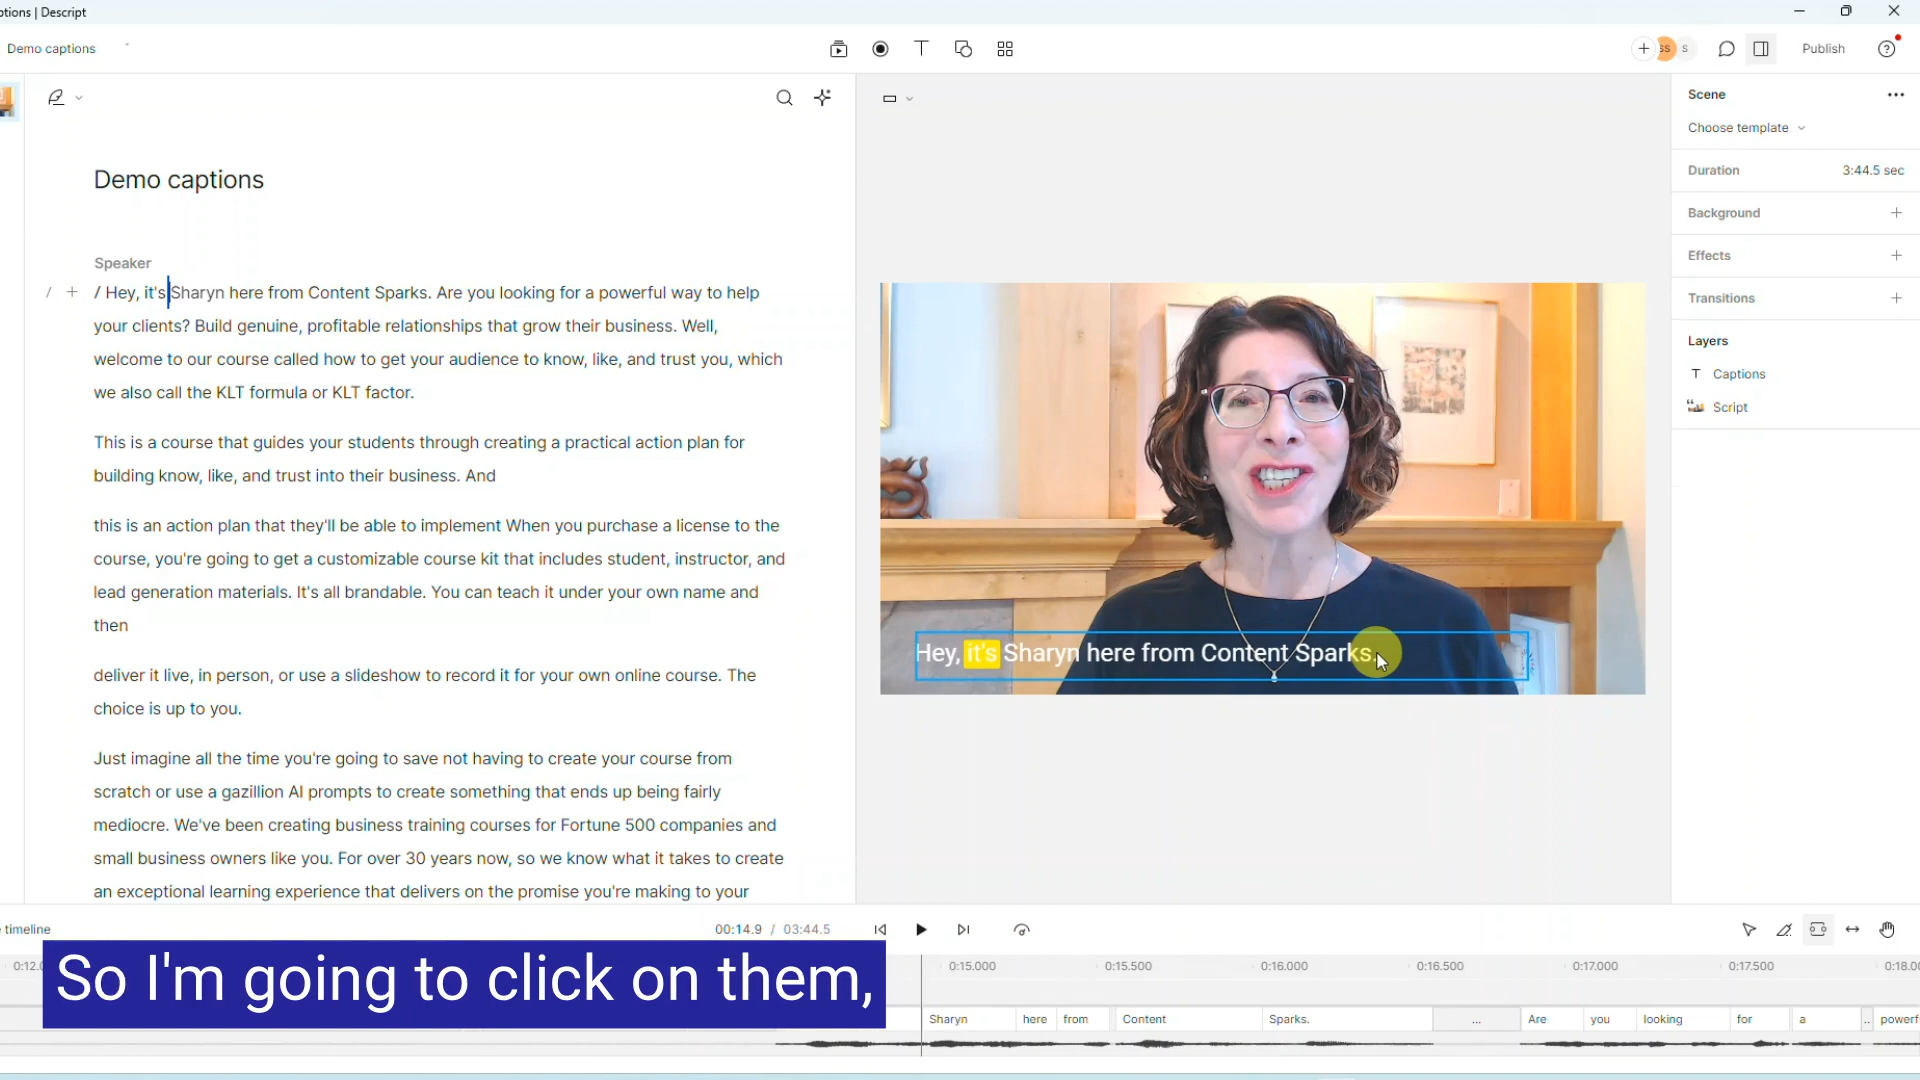 ptions | Descript
Demo captions
SS
S
Publish
Scene
Choose template
Duration 3:44.5 sec
Background
Effects
Transitions
Layers
Captions
Script
Demo captions
Speaker
/ Hey, it's Sharyn here from Content Sparks. Are you looking for a powerful way to help
your clients? Build genuine, profitable relationships that grow their business. Well,
welcome to our course called how to get your audience to know, like, and trust you, which
we also call the KLT formula or KLT factor.
This is a course that guides your students through creating a practical action plan for
building know, like, and trust into their business. And
this is an action plan that they'll be able to implement When you purchase a license to the
course, you're going to get a customizable course kit that includes student, instructor, and
lead generation materials. It's all brandable. You can teach it under your own name and
then
deliver it live, in person, or use a slideshow to record it for your own online course. The
choice is up to you.
Just imagine all the time you're going to save not having to create your course from
scratch or use a gazillion AI prompts to create something that ends up being fairly
mediocre. We've been creating business training courses for Fortune 500 companies and
small business owners like you. For over 30 years now, so we know what it takes to create
an exceptional learning experience that delivers on the promise you're making to your
Hey, it's Sharyn here from Content Sparks.
timeline
00:14.9 / 03:44.5
0:12.0 0:15.000 0:15.500 0:16.000 0:16.500 0:17.000 0:17.500 0:18.0
So I'm going to click on them,
Sharyn here from Content Sparks. ... Are you looking for a .. powerf